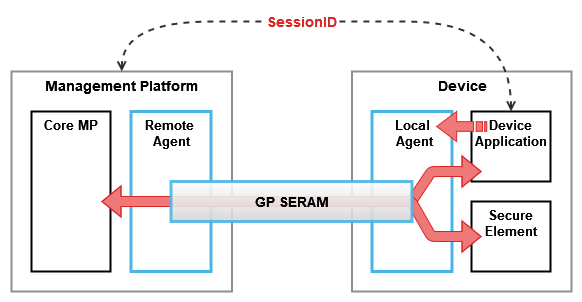 SessionID
Management Platform
Device
Core MP
Remote
Agent
Local
Agent
Device
Application
GP SERAM
Secure
Element